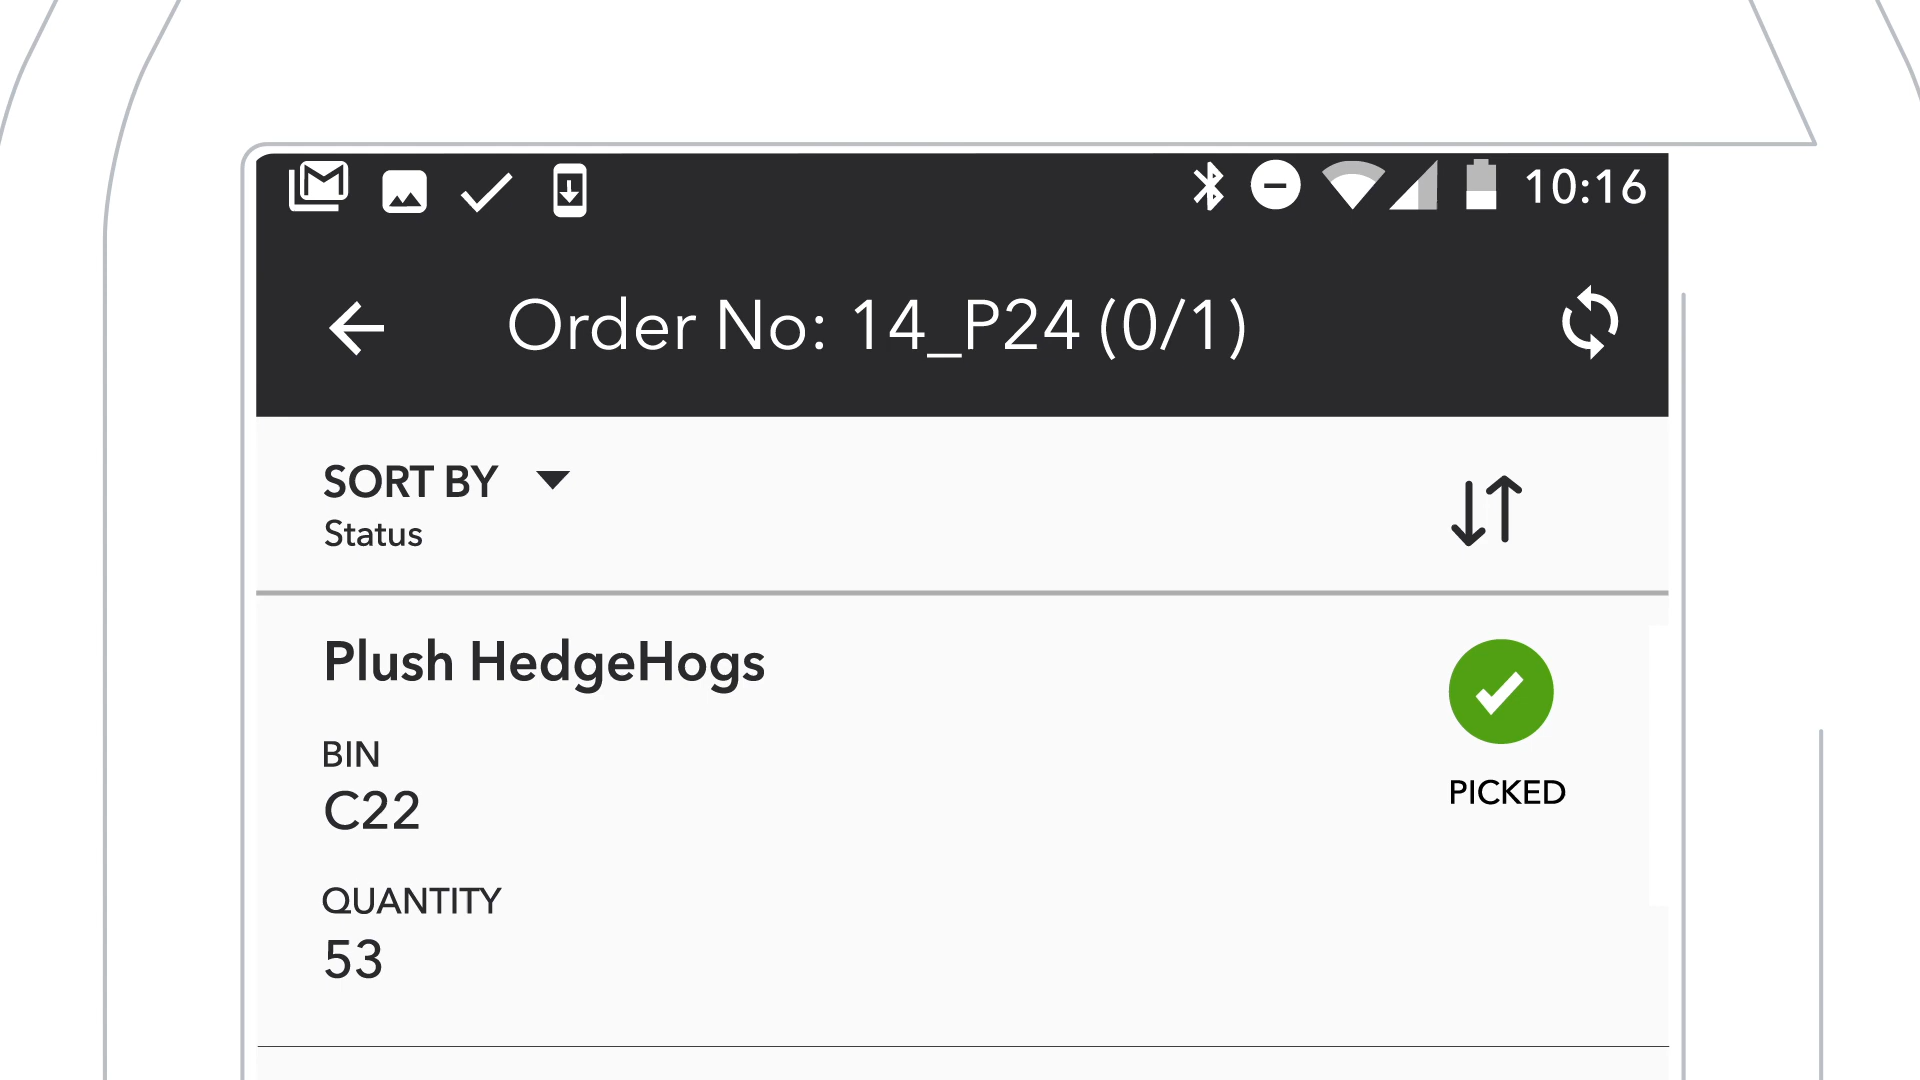 10:16
Order No: 14_P24 (0/1)
SORT BY
Status
Plush HedgeHogs
BIN
C22
PICKED
QUANTITY
53